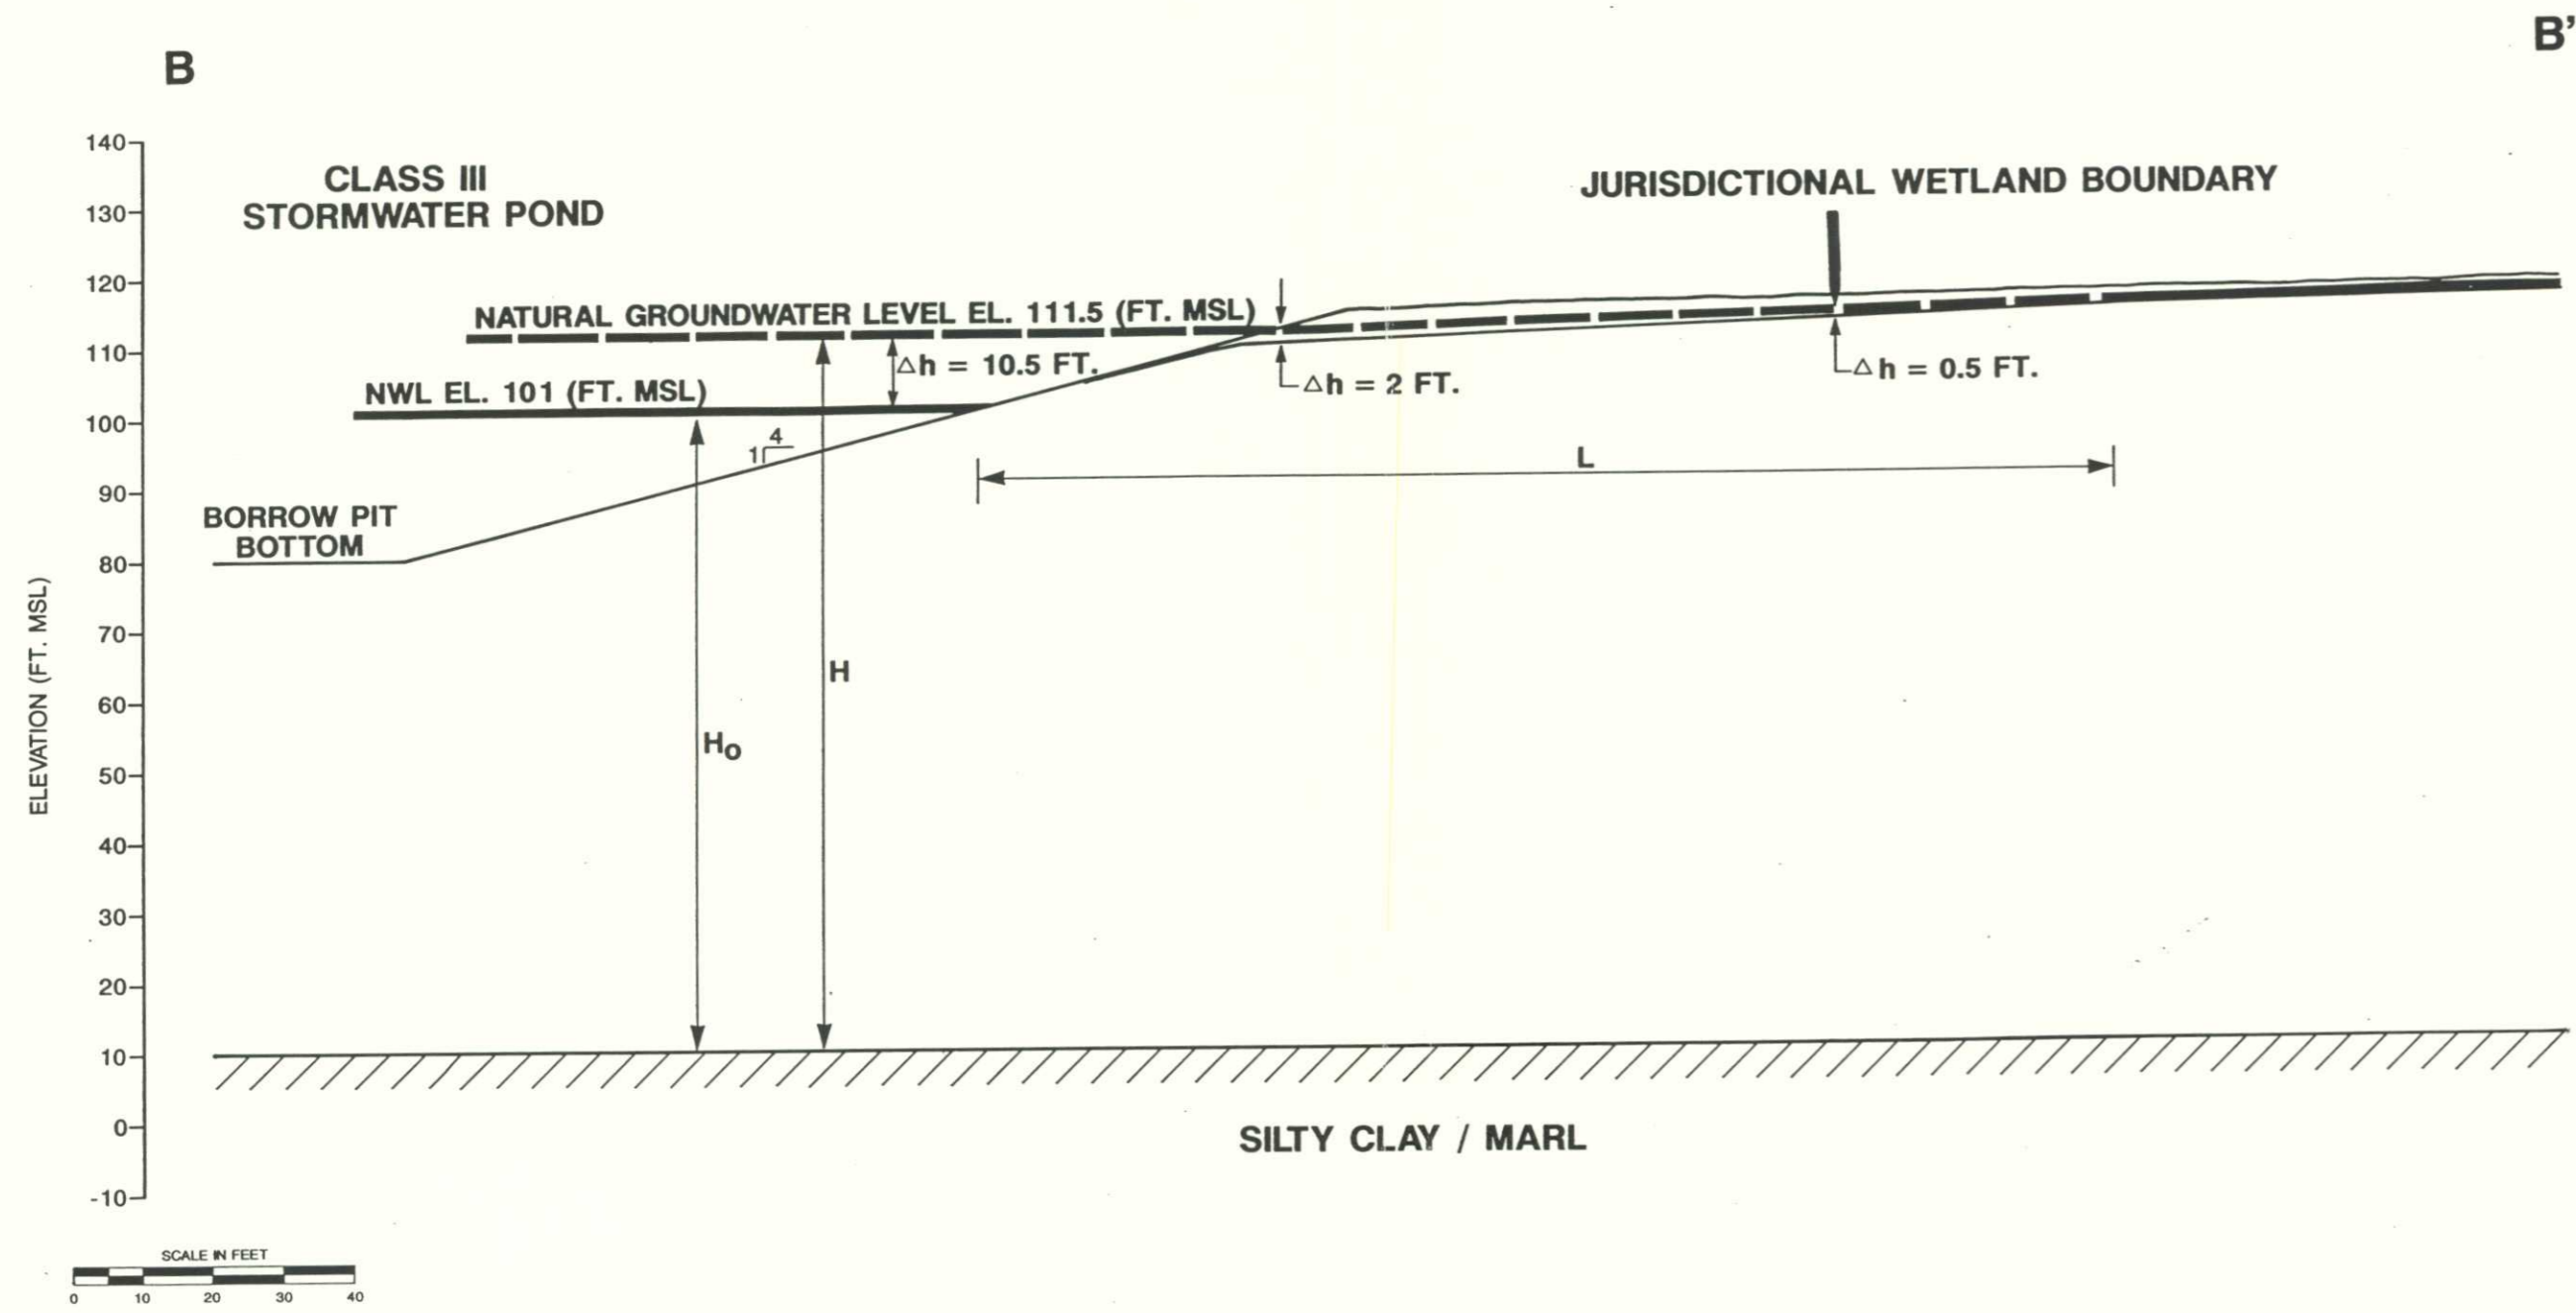 B
B'
CLASS III
STORMWATER POND
JURISDICTIONAL WETLAND BOUNDARY
NATURAL GROUNDWATER LEVEL EL. 111.5 (FT. MSL)
△h = 10.5 FT.
△h = 2 FT.
△h = 0.5 FT.
NWL EL. 101 (FT. MSL)
4
1
L
BORROW PIT
BOTTOM
H
Ho
ELEVATION (FT. MSL)
140
130
120
110
100
90
80
70
60
50
40
30
20
10
0
-10
SILTY CLAY / MARL
SCALE IN FEET
0 10 20 30 40